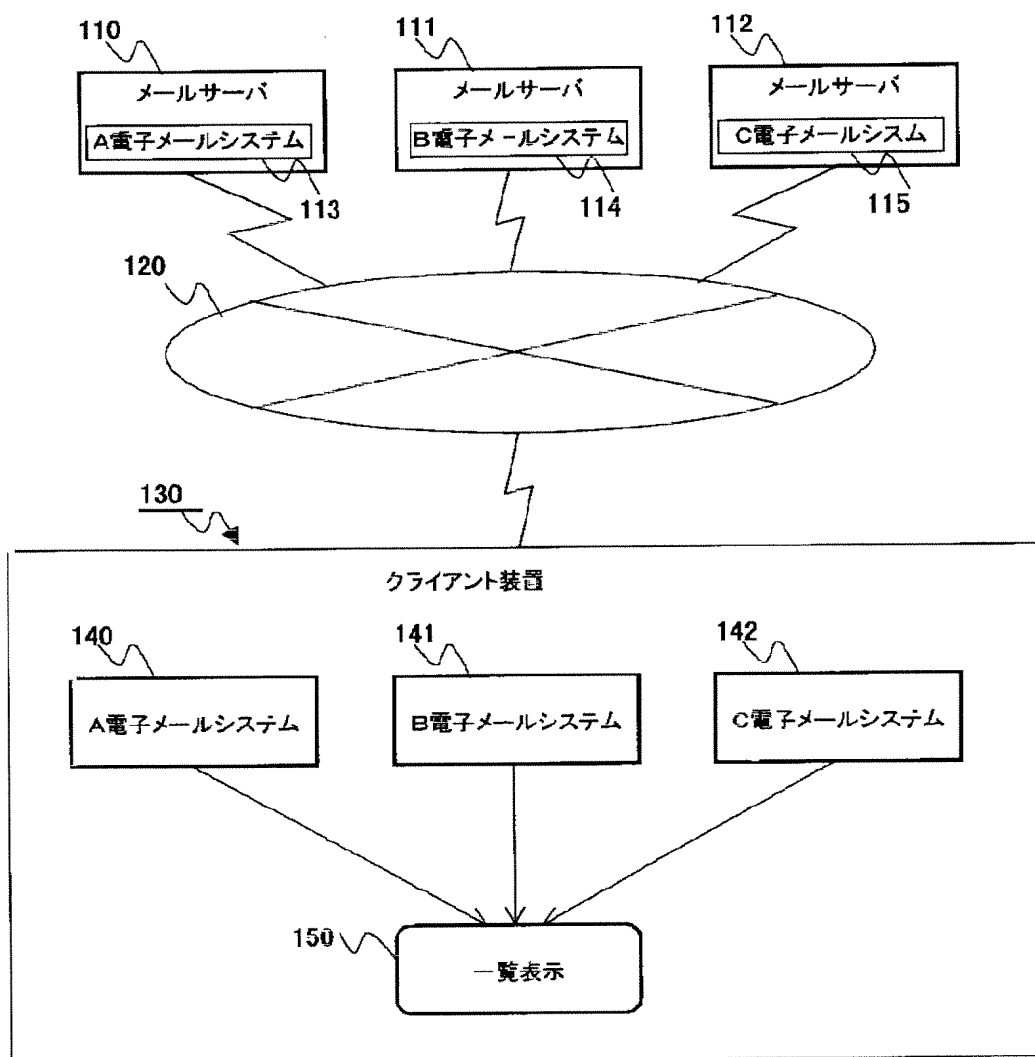 110
111
112
メールサーバ
メールサーバ
メールサーバ
A電子メールシステム
B電子メールシステム
C電子メールシスム
113
114
115
120
130
クライアント装置
140
141
142
A電子メールシステム
B電子メールシステム
C電子メールシステム
150
一覧表示